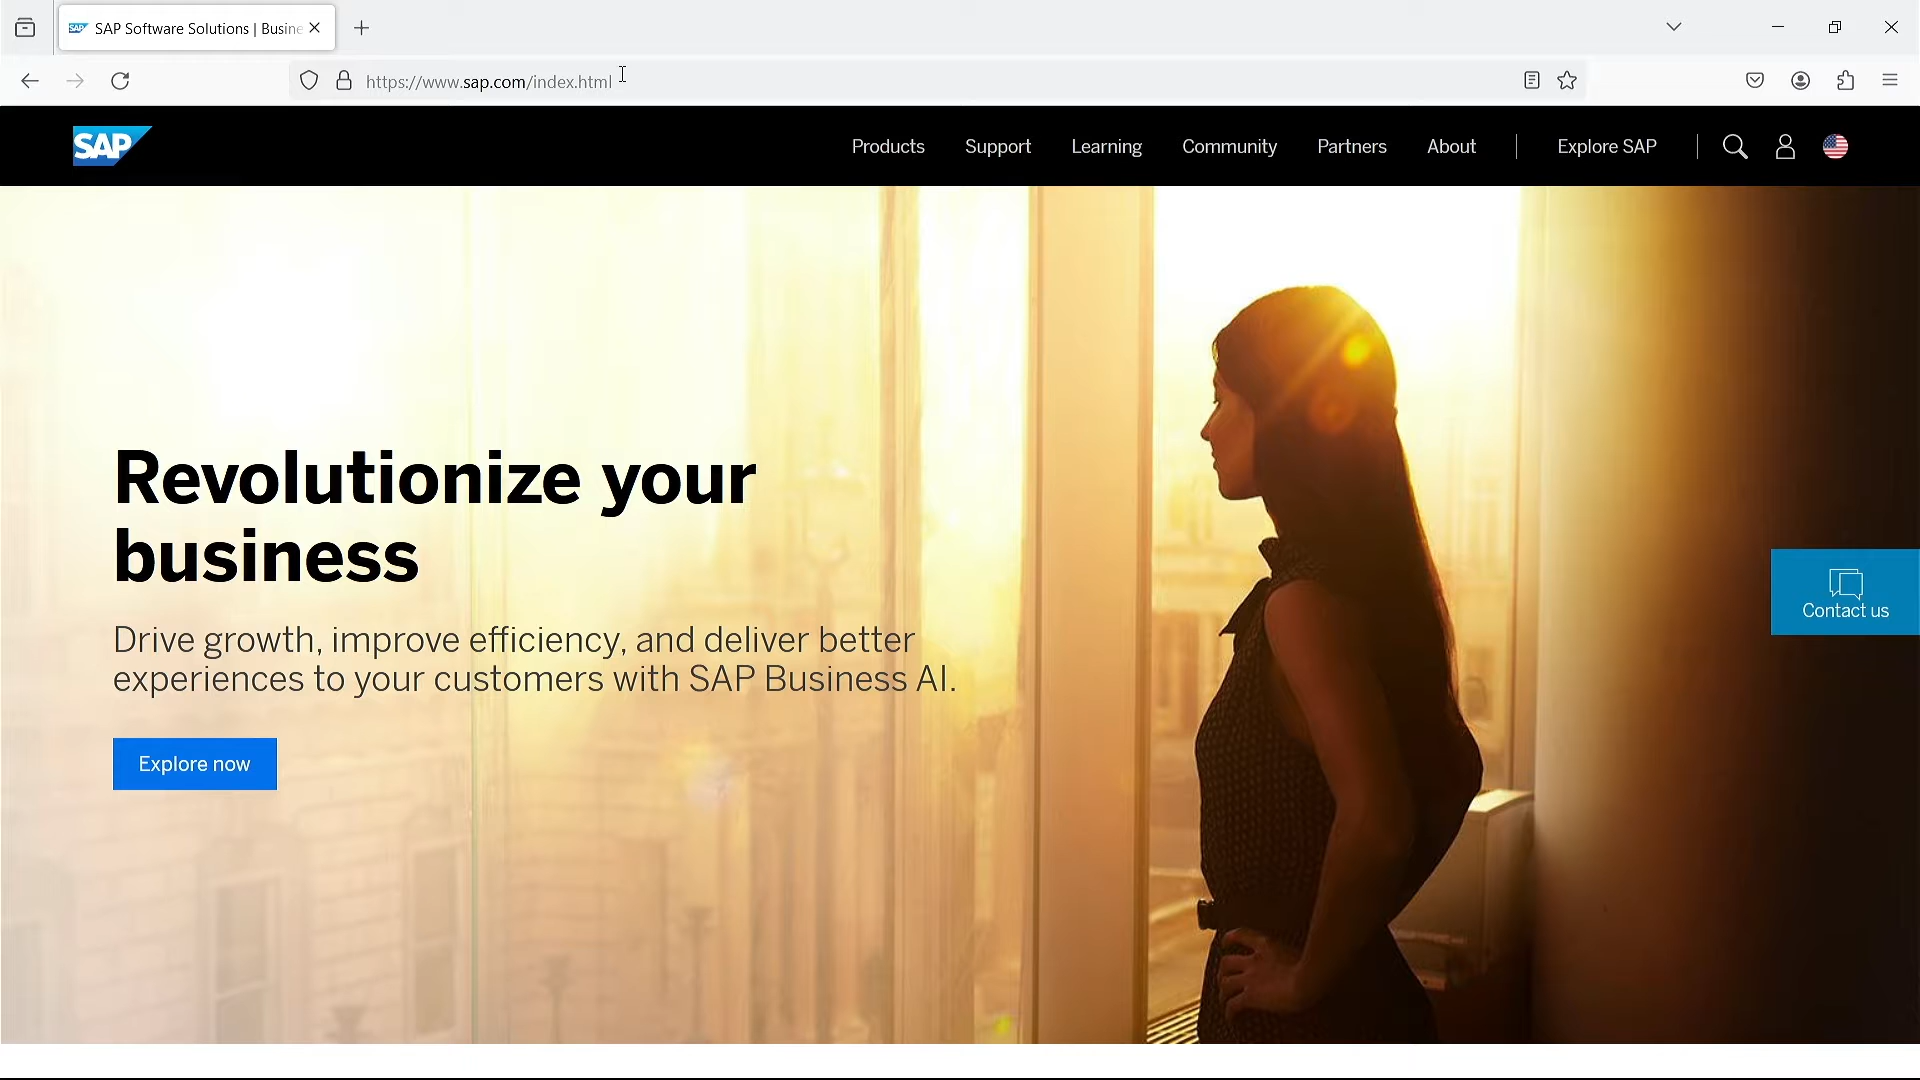 SAP Software Solutions | Busine
https://www.sap.com/index.html
SAP
Products
Support
Learning
Community
Partners
About
Explore SAP
Revolutionize your
business
Drive growth, improve efficiency, and deliver better
experiences to your customers with SAP Business AI.
Explore now
Contact us